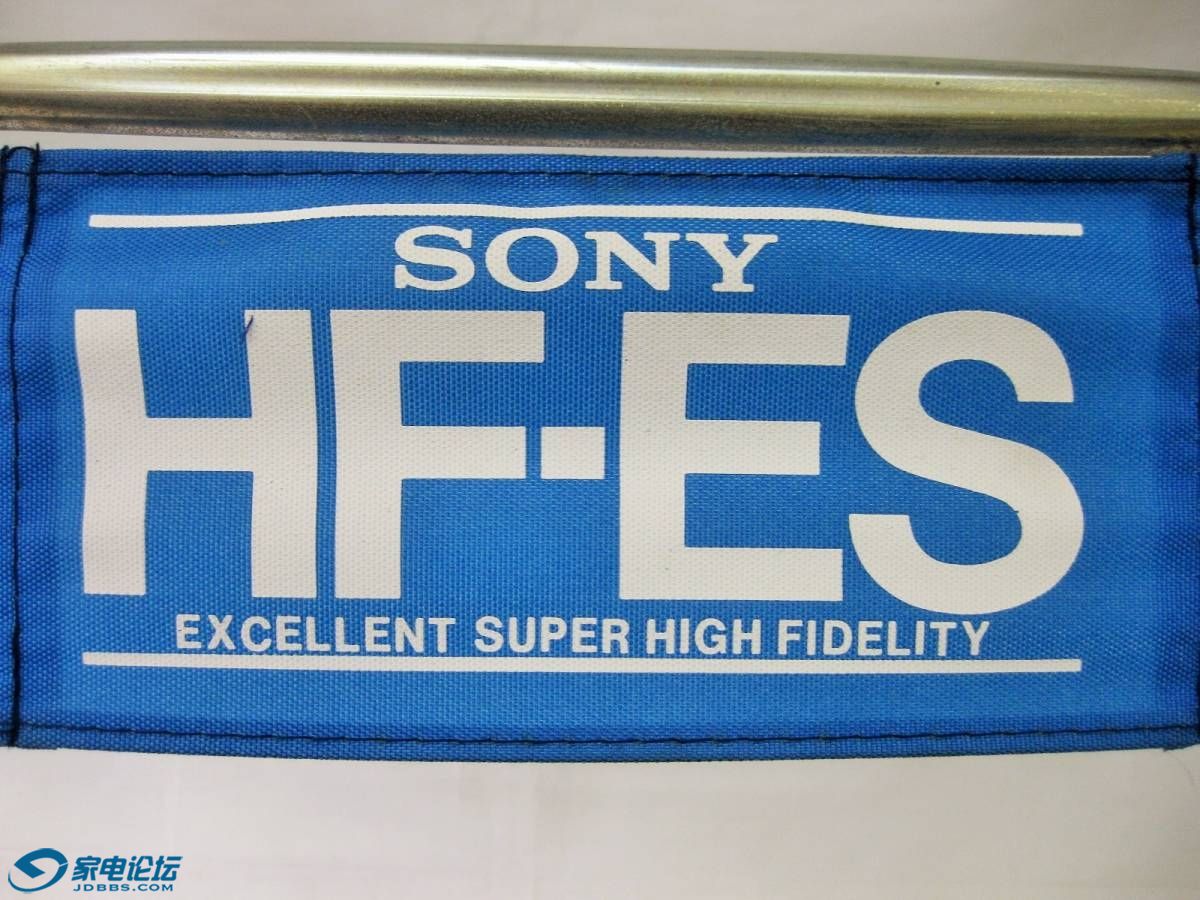 SONY
HF-ES
EXCELLENT SUPER HIGH FIDELITY
家电论坛
JDBBS.COM